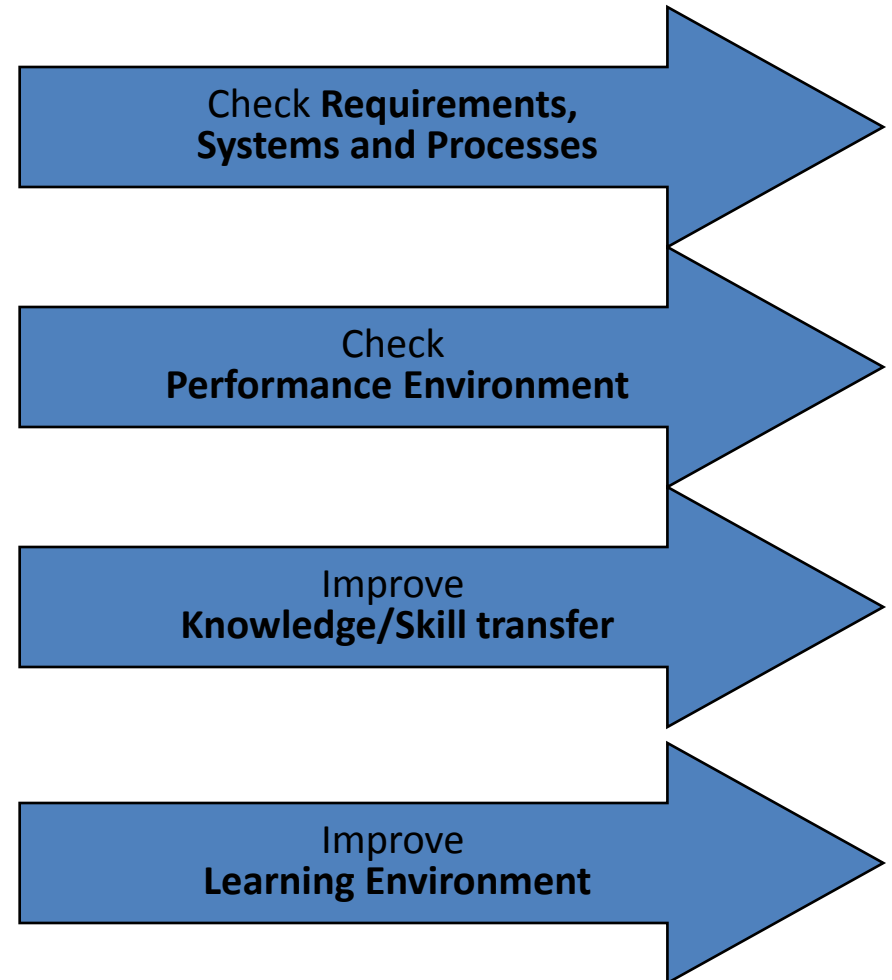 Check Requirements,
Systems and Processes
Check
Performance Environment
Improve
Knowledge/Skill transfer
Improve
Learning Environment